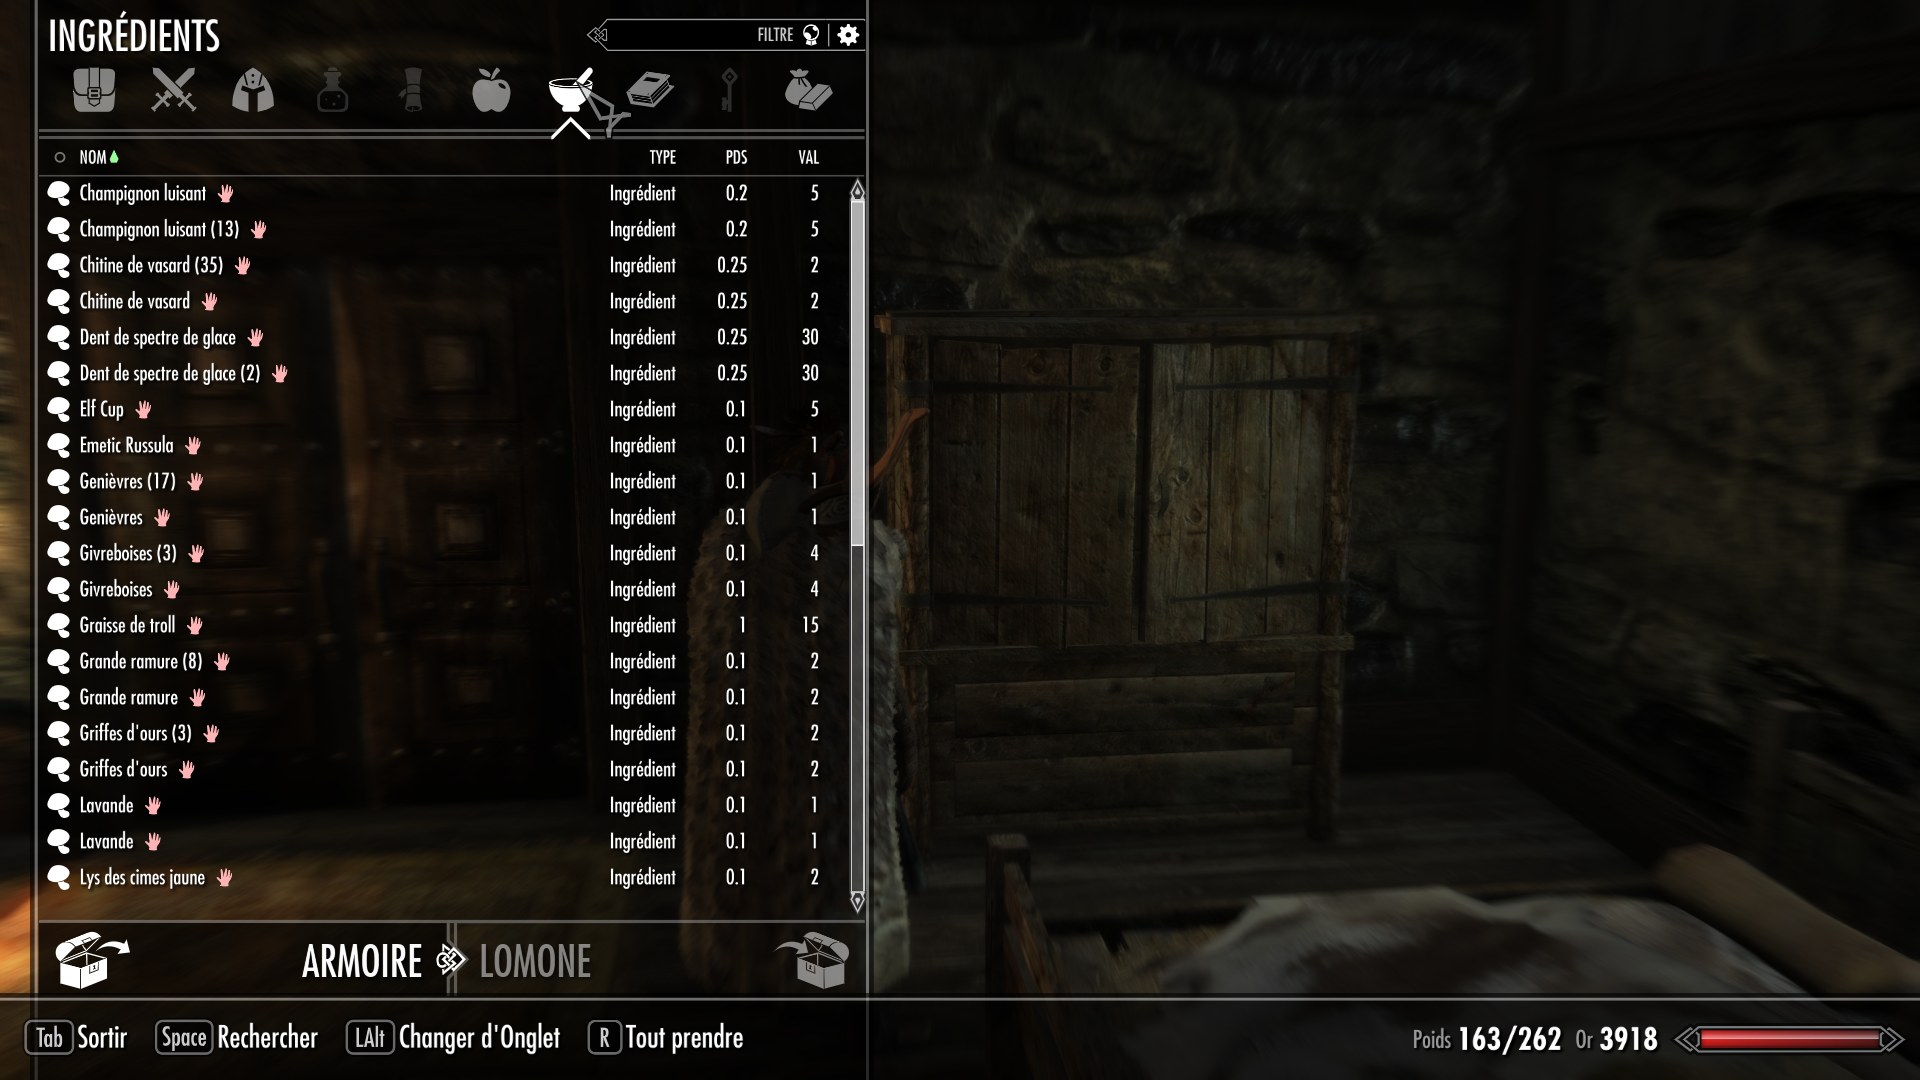 INGRÉDIENTS
FILTRE
NOM TYPE PDS VAL
Champignon luisant Ingrédient 0.2 5
Champignon luisant (13) Ingrédient 0.2 5
Chitine de vasard (35) Ingrédient 0.25 2
Chitine de vasard Ingrédient 0.25 2
Dent de spectre de glace Ingrédient 0.25 30
Dent de spectre de glace (2) Ingrédient 0.25 30
Elf Cup Ingrédient 0.1 5
Emetic Russula Ingrédient 0.1 1
Genièvres (17) Ingrédient 0.1 1
Genièvres Ingrédient 0.1 1
Givreboises (3) Ingrédient 0.1 4
Givreboises Ingrédient 0.1 4
Graisse de troll Ingrédient 1 15
Grande ramure (8) Ingrédient 0.1 2
Grande ramure Ingrédient 0.1 2
Griffes d'ours (3) Ingrédient 0.1 2
Griffes d'ours Ingrédient 0.1 2
Lavande Ingrédient 0.1 1
Lavande Ingrédient 0.1 1
Lys des cimes jaune Ingrédient 0.1 2
ARMOIRE LOMONE
Tab Sortir Space Rechercher LAlt Changer d'Onglet R Tout prendre Poids 163/262 Or 3918